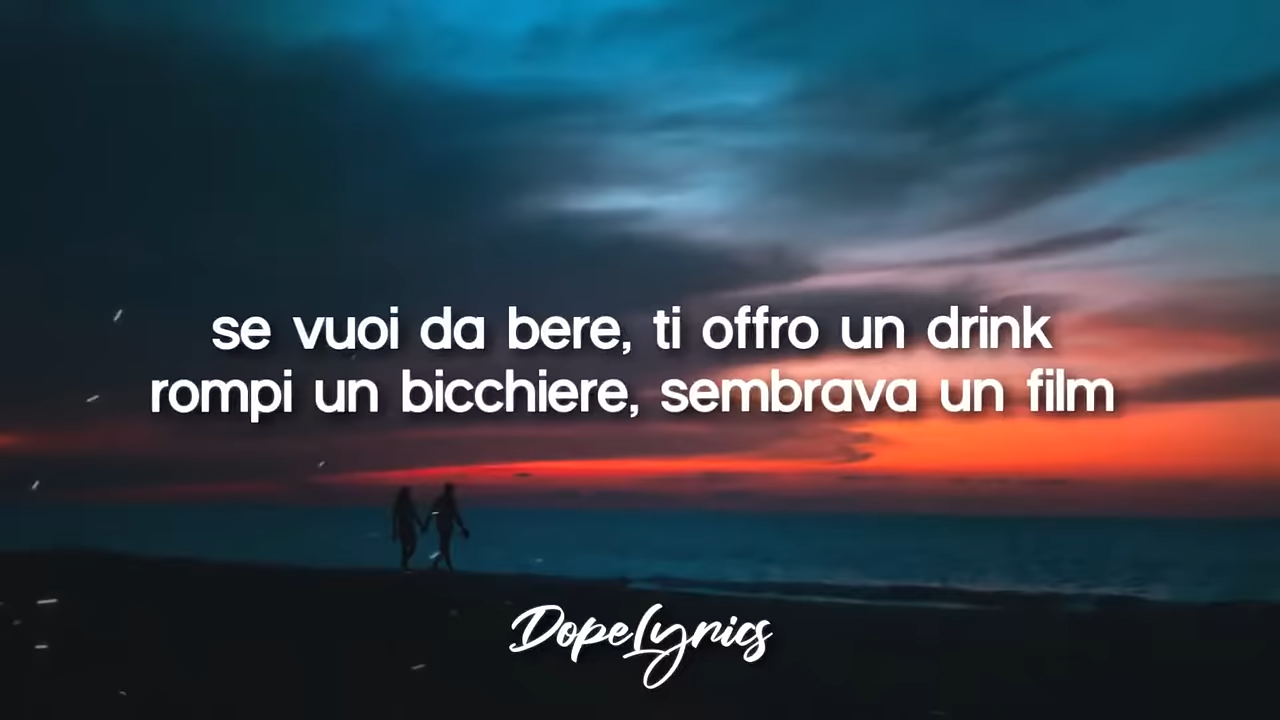 se vuoi da bere, ti offro un drink
rompi un bicchiere, sembrava un film
DopeLyrics